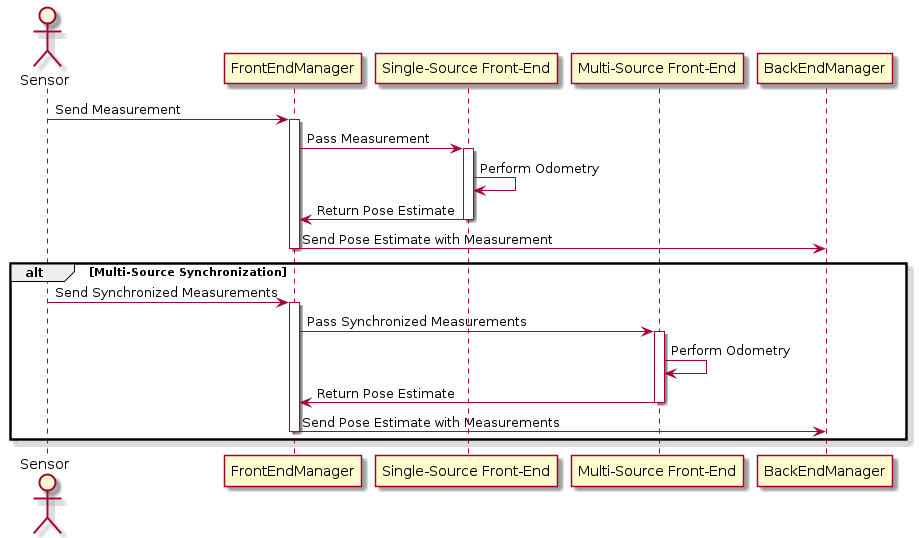 Sensor
FrontEndManager
Single-Source Front-End
Multi-Source Front-End
BackEndManager
Send Measurement
Pass Measurement
Perform Odometry
Return Pose Estimate
Send Pose Estimate with Measurement
alt
[Multi-Source Synchronization]
Send Synchronized Measurements
Pass Synchronized Measurements
Perform Odometry
Return Pose Estimate
Send Pose Estimate with Measurements
Sensor
FrontEndManager
Single-Source Front-End
Multi-Source Front-End
BackEndManager